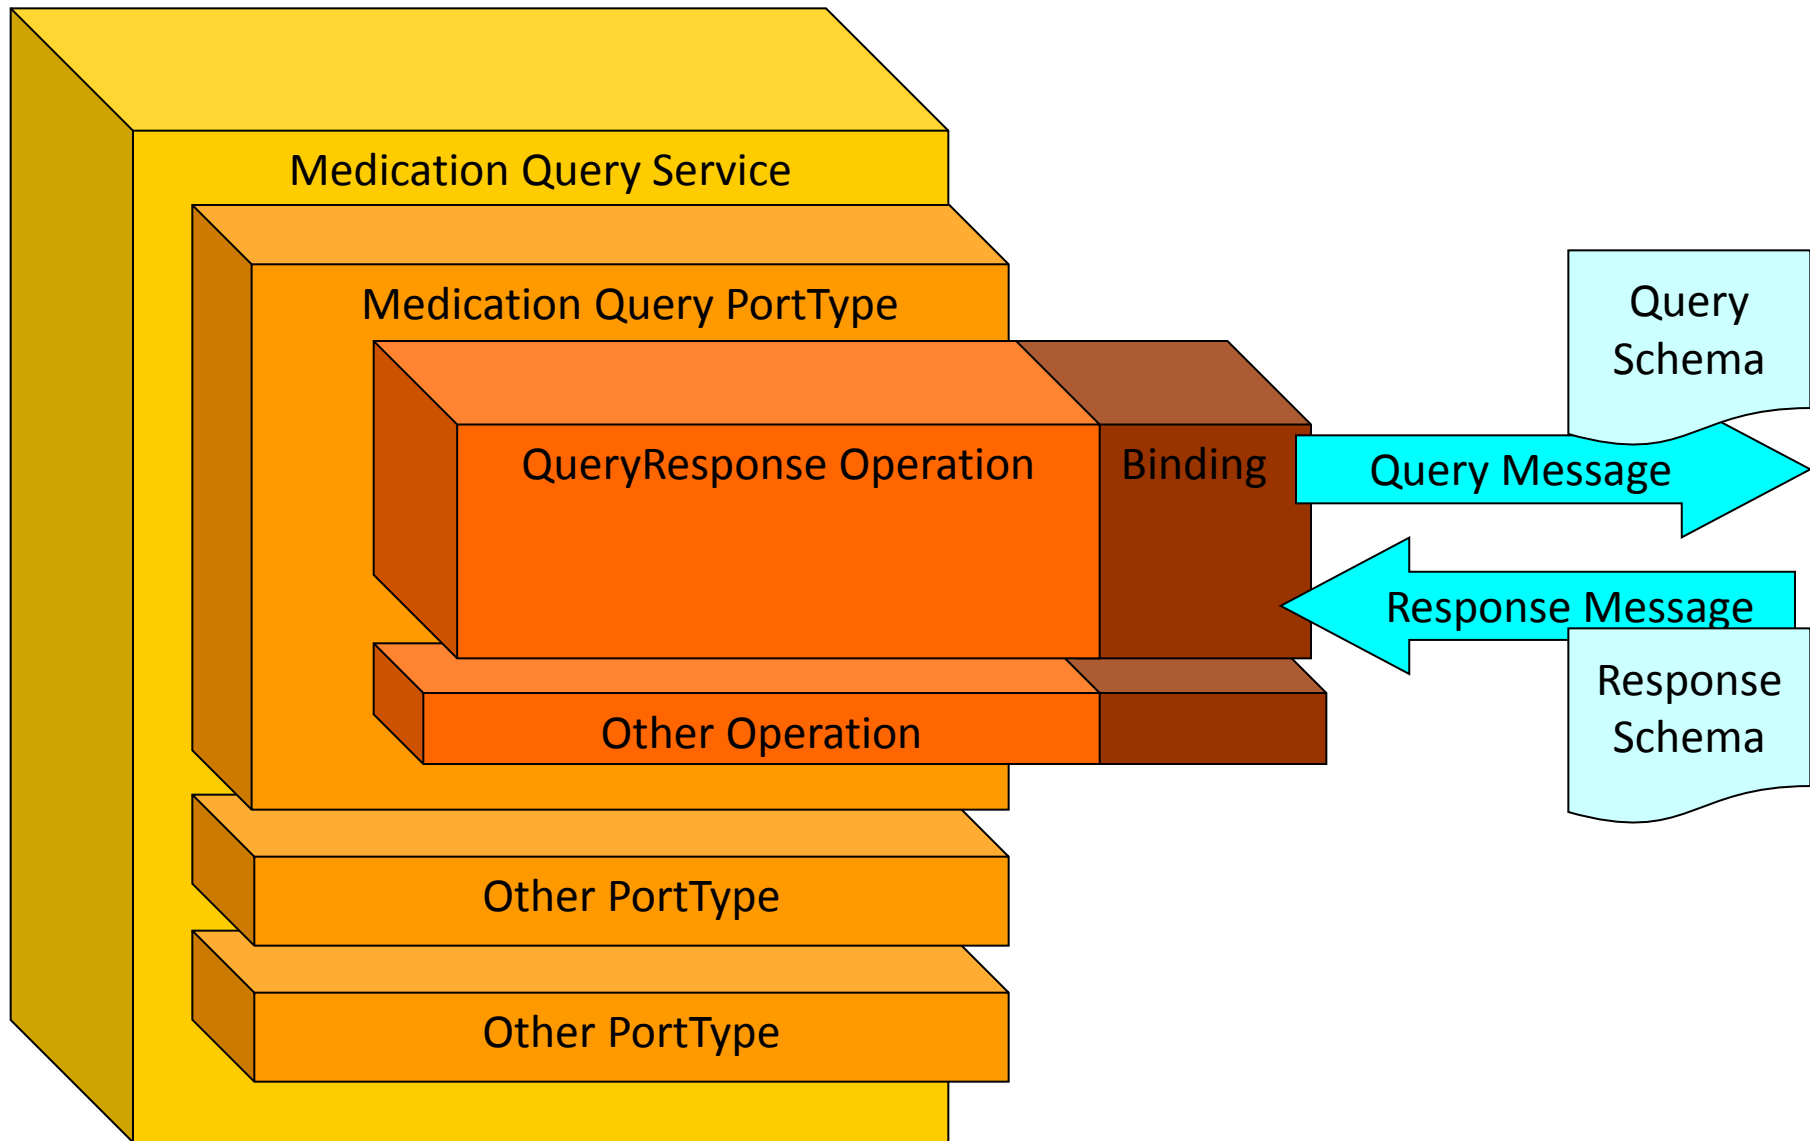 Medication Query Service
Medication Query PortType
QueryResponse Operation
Binding
Query Message
Query
Schema
Response Message
Response
Schema
Other Operation
Other PortType
Other PortType